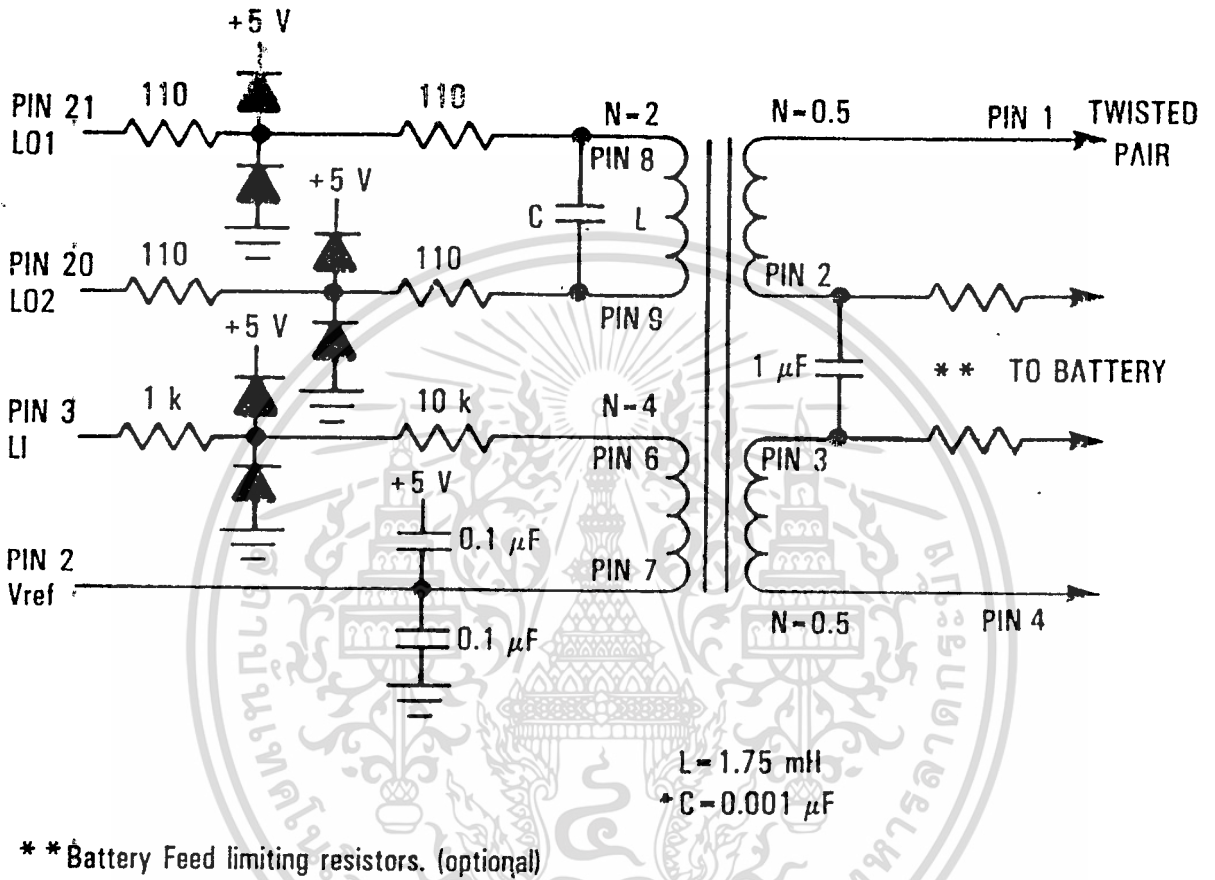 +5 V
110
110
N-2
N-0.5
PIN 1
TWISTED
PAIR
PIN 21
LO1
PIN 8
+5 V
C
L
110
110
PIN 20
LO2
PIN 9
PIN 2
+5 V
1 µF
* * TO BATTERY
1 k
10 k
N-4
PIN 3
LI
PIN 6
PIN 3
+5 V
0.1 µF
PIN 2
Vref
PIN 7
0.1 µF
N-0.5
PIN 4
L-1.75 mH
*C-0.001 µF
* * Battery Feed limiting resistors. (optional)